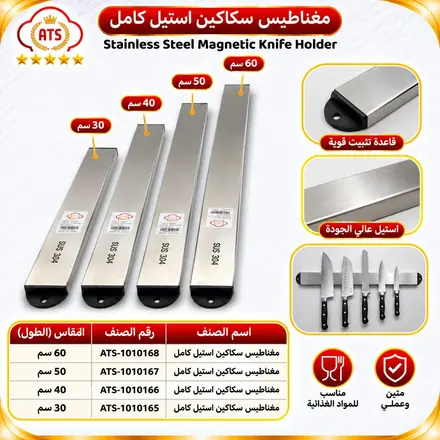 ATS
مغناطيس سكاكين استيل كامل
Stainless Steel Magnetic Knife Holder
60 سم
50 سم
40 سم
30 سم
قاعدة تثبيت قوية
استيل عالي الجودة
SUS 304
SUS 304
SUS 304
SUS 304
اسم الصنف رقم الصنف المقاس (الطول)
مغناطيس سكاكين استيل كامل ATS-1010168 60 سم
مغناطيس سكاكين استيل كامل ATS-1010167 50 سم
مغناطيس سكاكين استيل كامل ATS-1010166 40 سم
مغناطيس سكاكين استيل كامل ATS-1010165 30 سم
متين
وعملي
مناسب
للمواد الغذائية